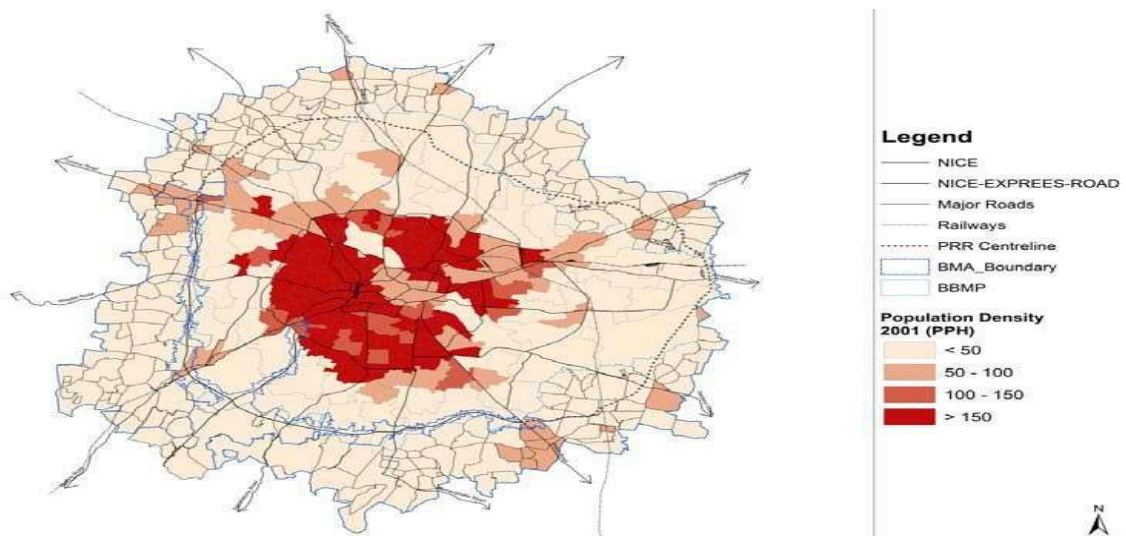 Legend
NICE
NICE-EXPREES-ROAD
Major Roads
Railways
PRR Centreline
BMA_Boundary
BBMP
Population Density
2001 (PPH)
< 50
50 - 100
100 - 150
> 150
N